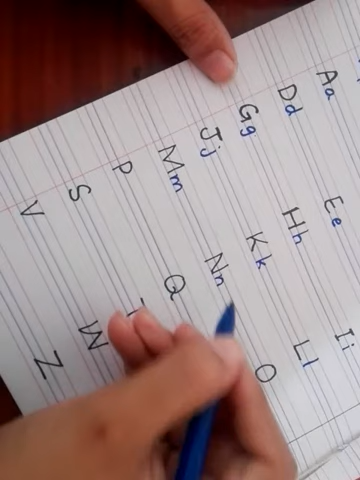 Aa Ee Ii
Dd Hh Ll
Gg Kk O
Jj Nn
Mm Q
P
S W
V Z